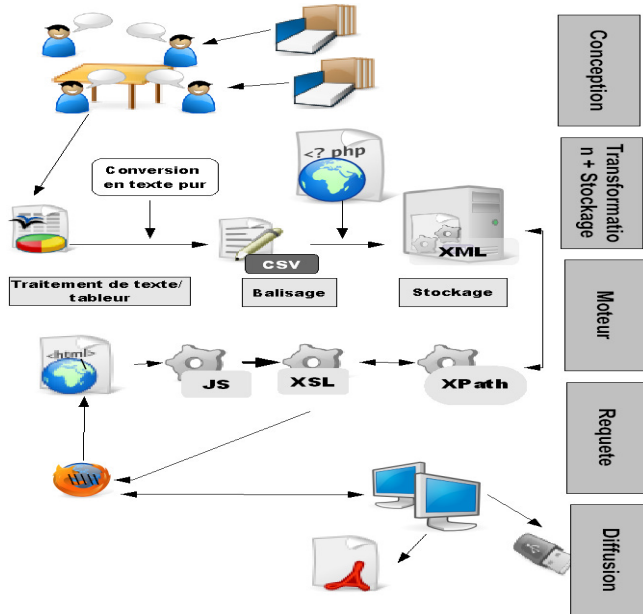 Conception
<? php
Conversion
en texte pur
Transformatio
n + Stockage
CSV
XML
Traitement de texte/
tableur
Balisage
Stockage
Moteur
<html>
JS
XSL
XPath
Requete
Diffusion